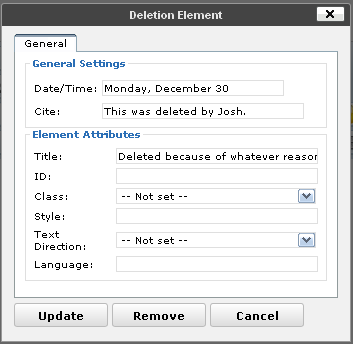 Deletion Element
General
General Settings
Date/Time: Monday, December 30
Cite: This was deleted by Josh.
Element Attributes
Title: Deleted because of whatever reason
ID:
Class: -- Not set --
Style:
Text
Direction: -- Not set --
Language:
Update Remove Cancel